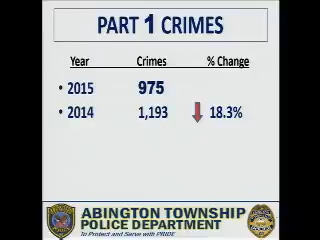 PART 1 CRIMES
Year Crimes % Change
• 2015 975
• 2014 1,193 18.3%
ABINGTON TOWNSHIP
POLICE DEPARTMENT
To Protect and Serve with PRIDE